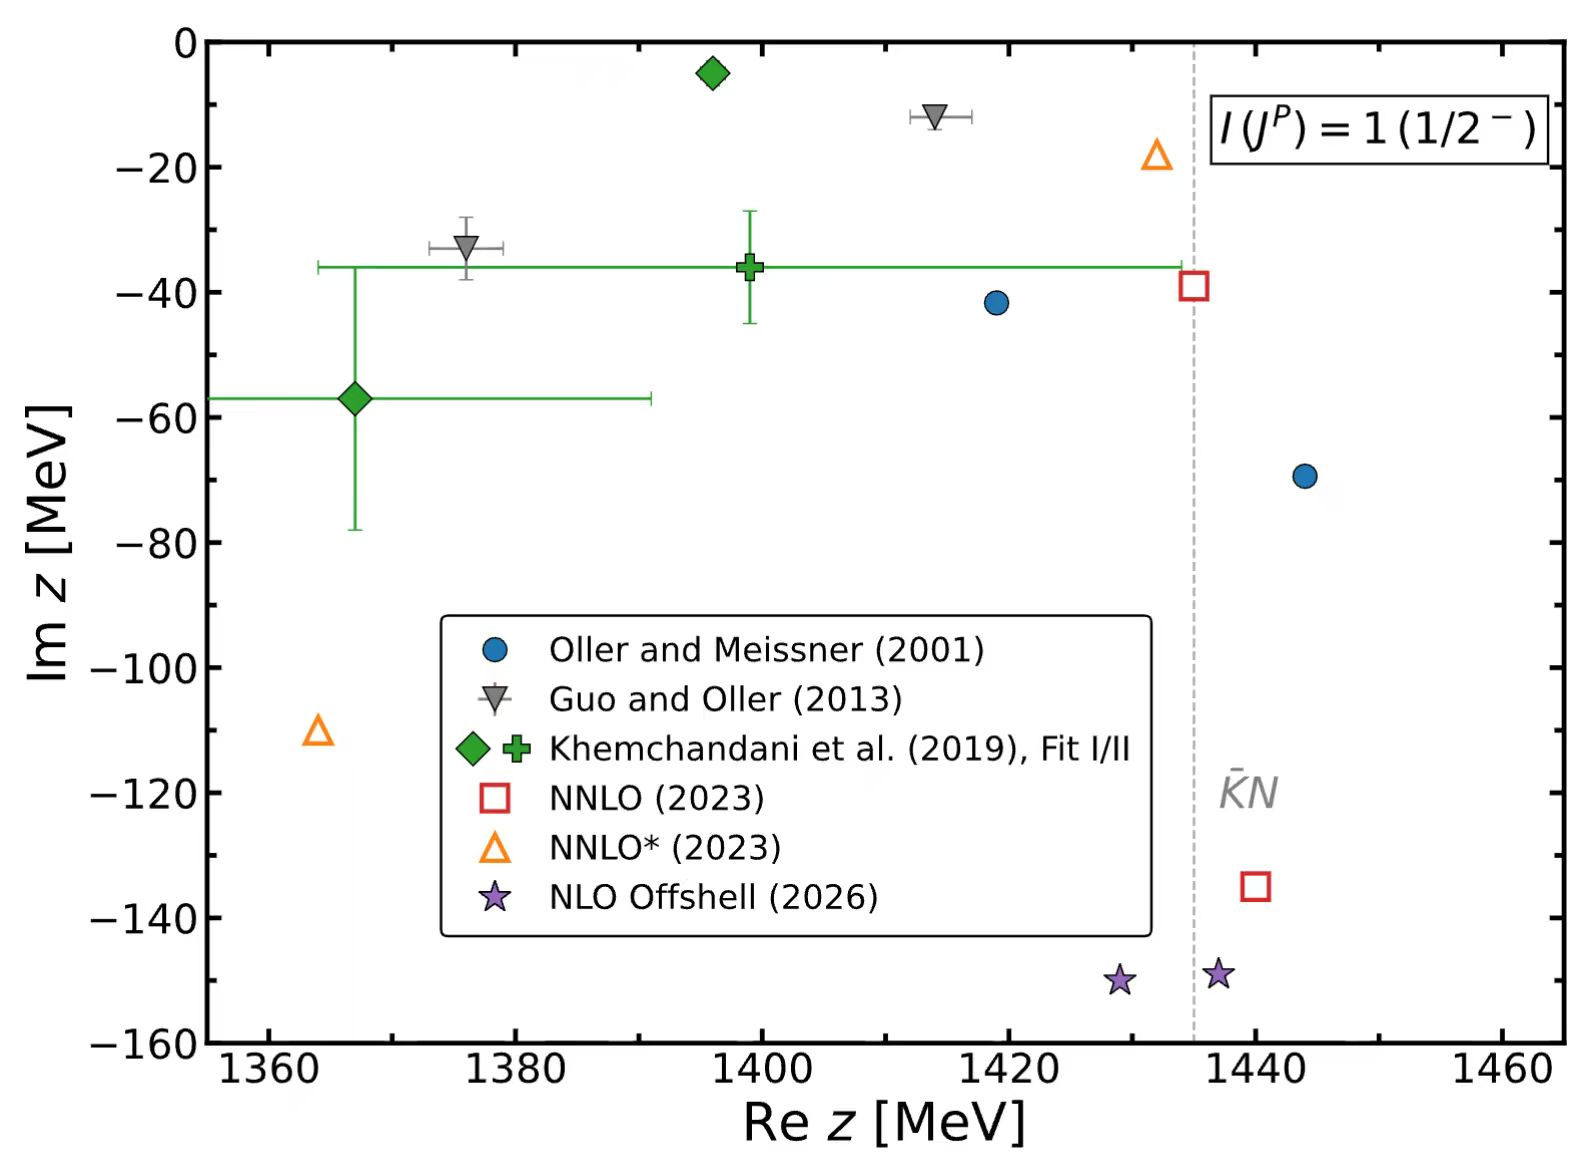 0
−20
−40
−60
−80
−100
−120
−140
−160
Im z [MeV]
I (J^P) = 1 (1/2^−)
Oller and Meissner (2001)
Guo and Oller (2013)
Khemchandani et al. (2019), Fit I/II
NNLO (2023)
NNLO* (2023)
NLO Offshell (2026)
K̄N
1360 1380 1400 1420 1440 1460
Re z [MeV]